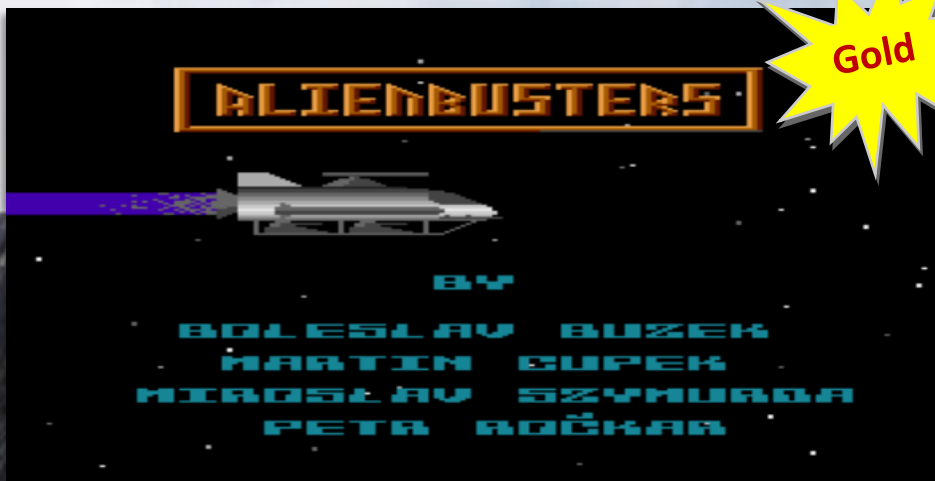 Gold
ALIENBUSTERS
BY
BOLESLAV BUZEK
MARTIN CUPEK
MIROSLAV SZYMURDA
PETR ROČKAR